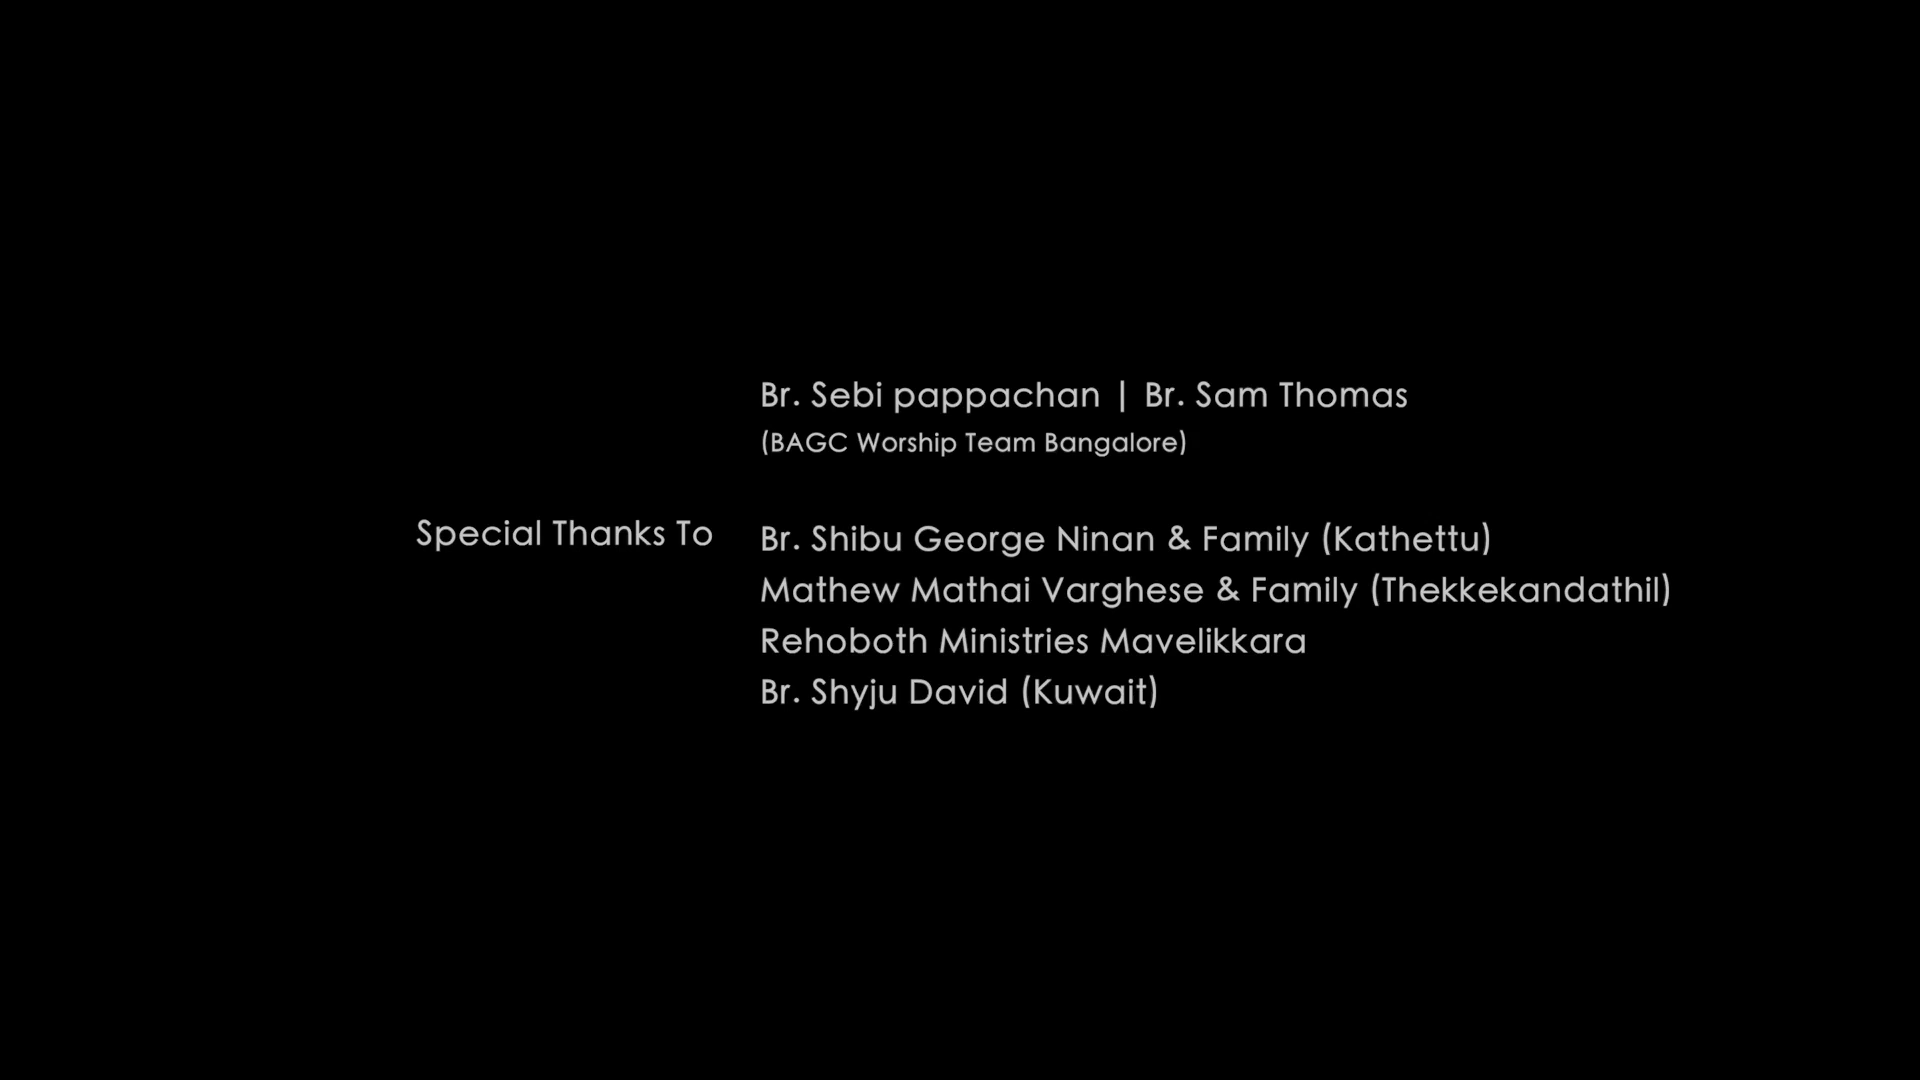 Br. Sebi pappachan | Br. Sam Thomas
(BAGC Worship Team Bangalore)
Special Thanks To
Br. Shibu George Ninan & Family (Kathettu)
Mathew Mathai Varghese & Family (Thekkekandathil)
Rehoboth Ministries Mavelikkara
Br. Shyju David (Kuwait)